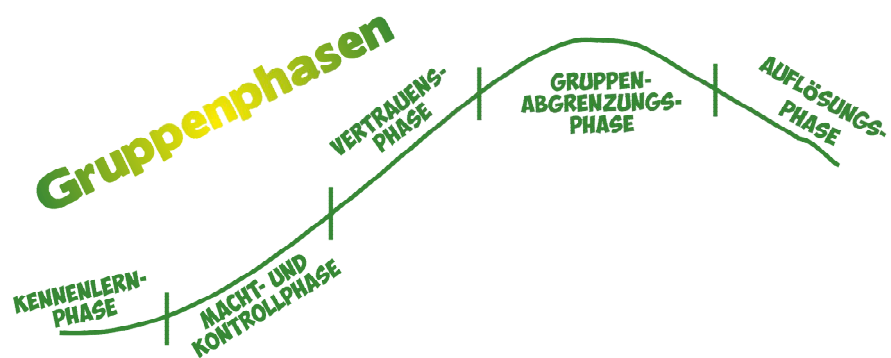 Gruppenphasen
KENNENLERN-
PHASE
MACHT- UND
KONTROLLPHASE
VERTRAUENS-
PHASE
GRUPPEN-
ABGRENZUNGS-
PHASE
AUFLÖSUNGS-
PHASE